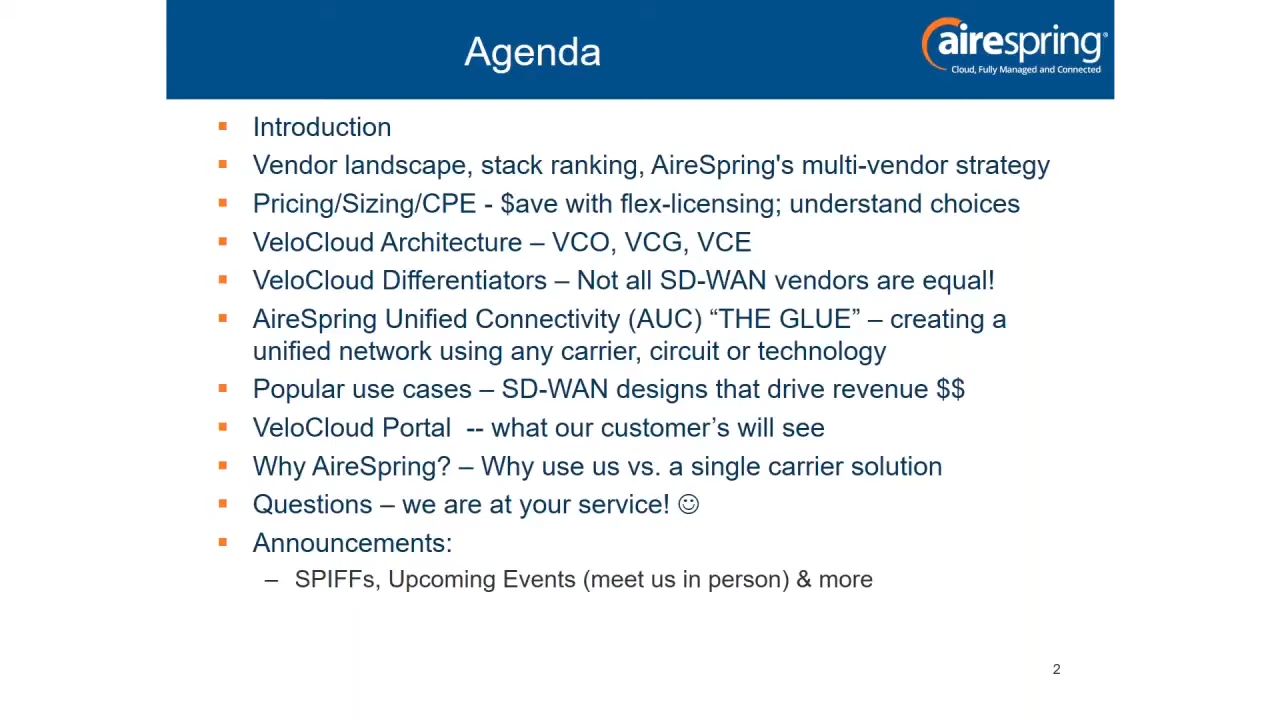 Agenda
airespring®
Cloud, Fully Managed and Connected
▪ Introduction
▪ Vendor landscape, stack ranking, AireSpring's multi-vendor strategy
▪ Pricing/Sizing/CPE - $ave with flex-licensing; understand choices
▪ VeloCloud Architecture – VCO, VCG, VCE
▪ VeloCloud Differentiators – Not all SD-WAN vendors are equal!
▪ AireSpring Unified Connectivity (AUC) “THE GLUE” – creating a
unified network using any carrier, circuit or technology
▪ Popular use cases – SD-WAN designs that drive revenue $$
▪ VeloCloud Portal -- what our customer’s will see
▪ Why AireSpring? – Why use us vs. a single carrier solution
▪ Questions – we are at your service! ☺
▪ Announcements:
– SPIFFs, Upcoming Events (meet us in person) & more
2